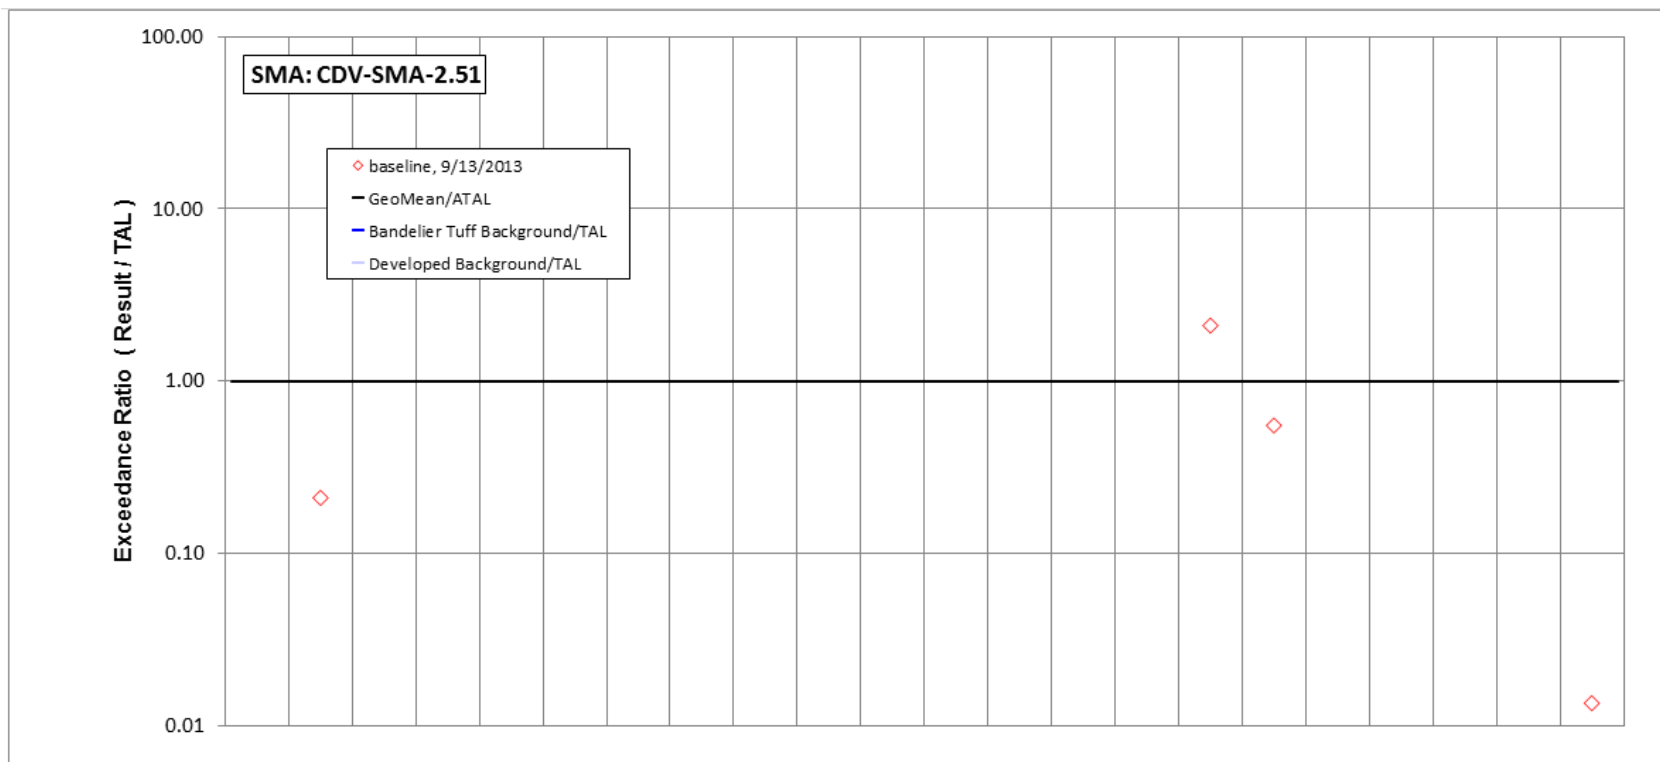 100.00
SMA: CDV-SMA-2.51
baseline, 9/13/2013
GeoMean/ATAL
Bandelier Tuff Background/TAL
Developed Background/TAL
10.00
1.00
0.10
0.01
Exceedance Ratio ( Result / TAL )